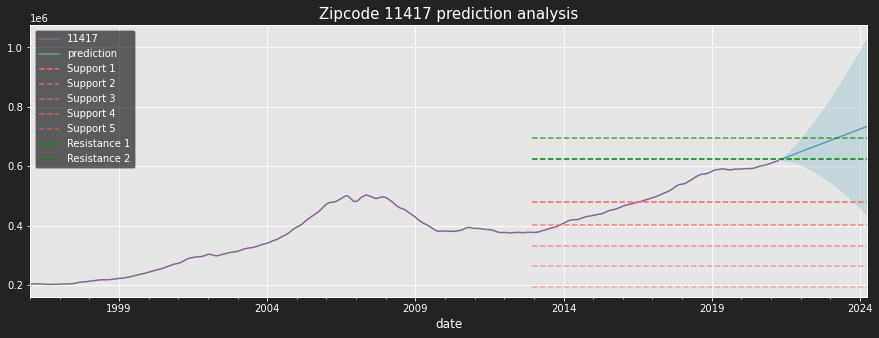 Zipcode 11417 prediction analysis
1e6
11417
prediction
Support 1
Support 2
Support 3
Support 4
Support 5
Resistance 1
Resistance 2
1.0
0.8
0.6
0.4
0.2
1999 2004 2009 2014 2019 2024
date